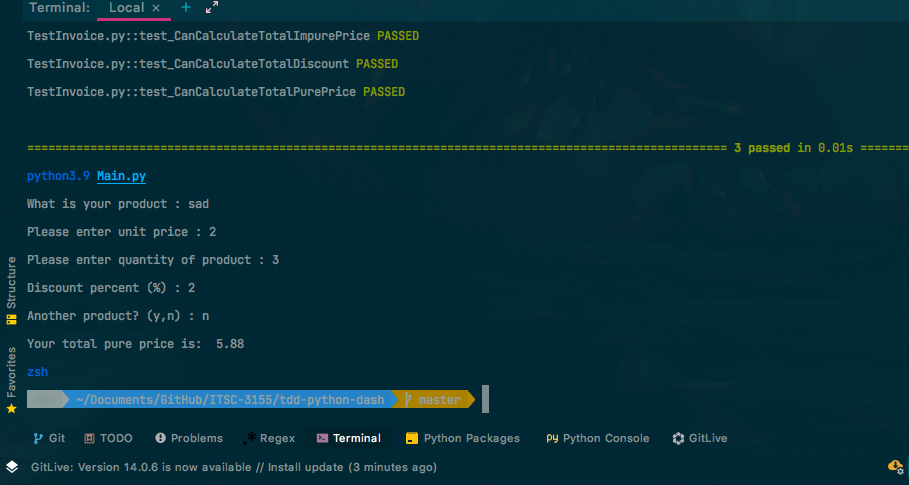 Terminal: Local × +
TestInvoice.py::test_CanCalculateTotalImpurePrice PASSED
TestInvoice.py::test_CanCalculateTotalDiscount PASSED
TestInvoice.py::test_CanCalculateTotalPurePrice PASSED
==================================================================================================== 3 passed in 0.01s =======
python3.9 Main.py
What is your product : sad
Please enter unit price : 2
Please enter quantity of product : 3
Discount percent (%) : 2
Another product? (y,n) : n
Your total pure price is:  5.88
zsh
~/Documents/GitHub/ITSC-3155/tdd-python-dash master
Structure
Favorites
Git TODO Problems .* Regex Terminal Python Packages Python Console GitLive
GitLive: Version 14.0.6 is now available // Install update (3 minutes ago)